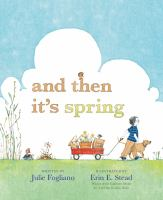 and then
it's spring
WRITTEN BY
Julie Fogliano
ILLUSTRATED BY
Erin E. Stead